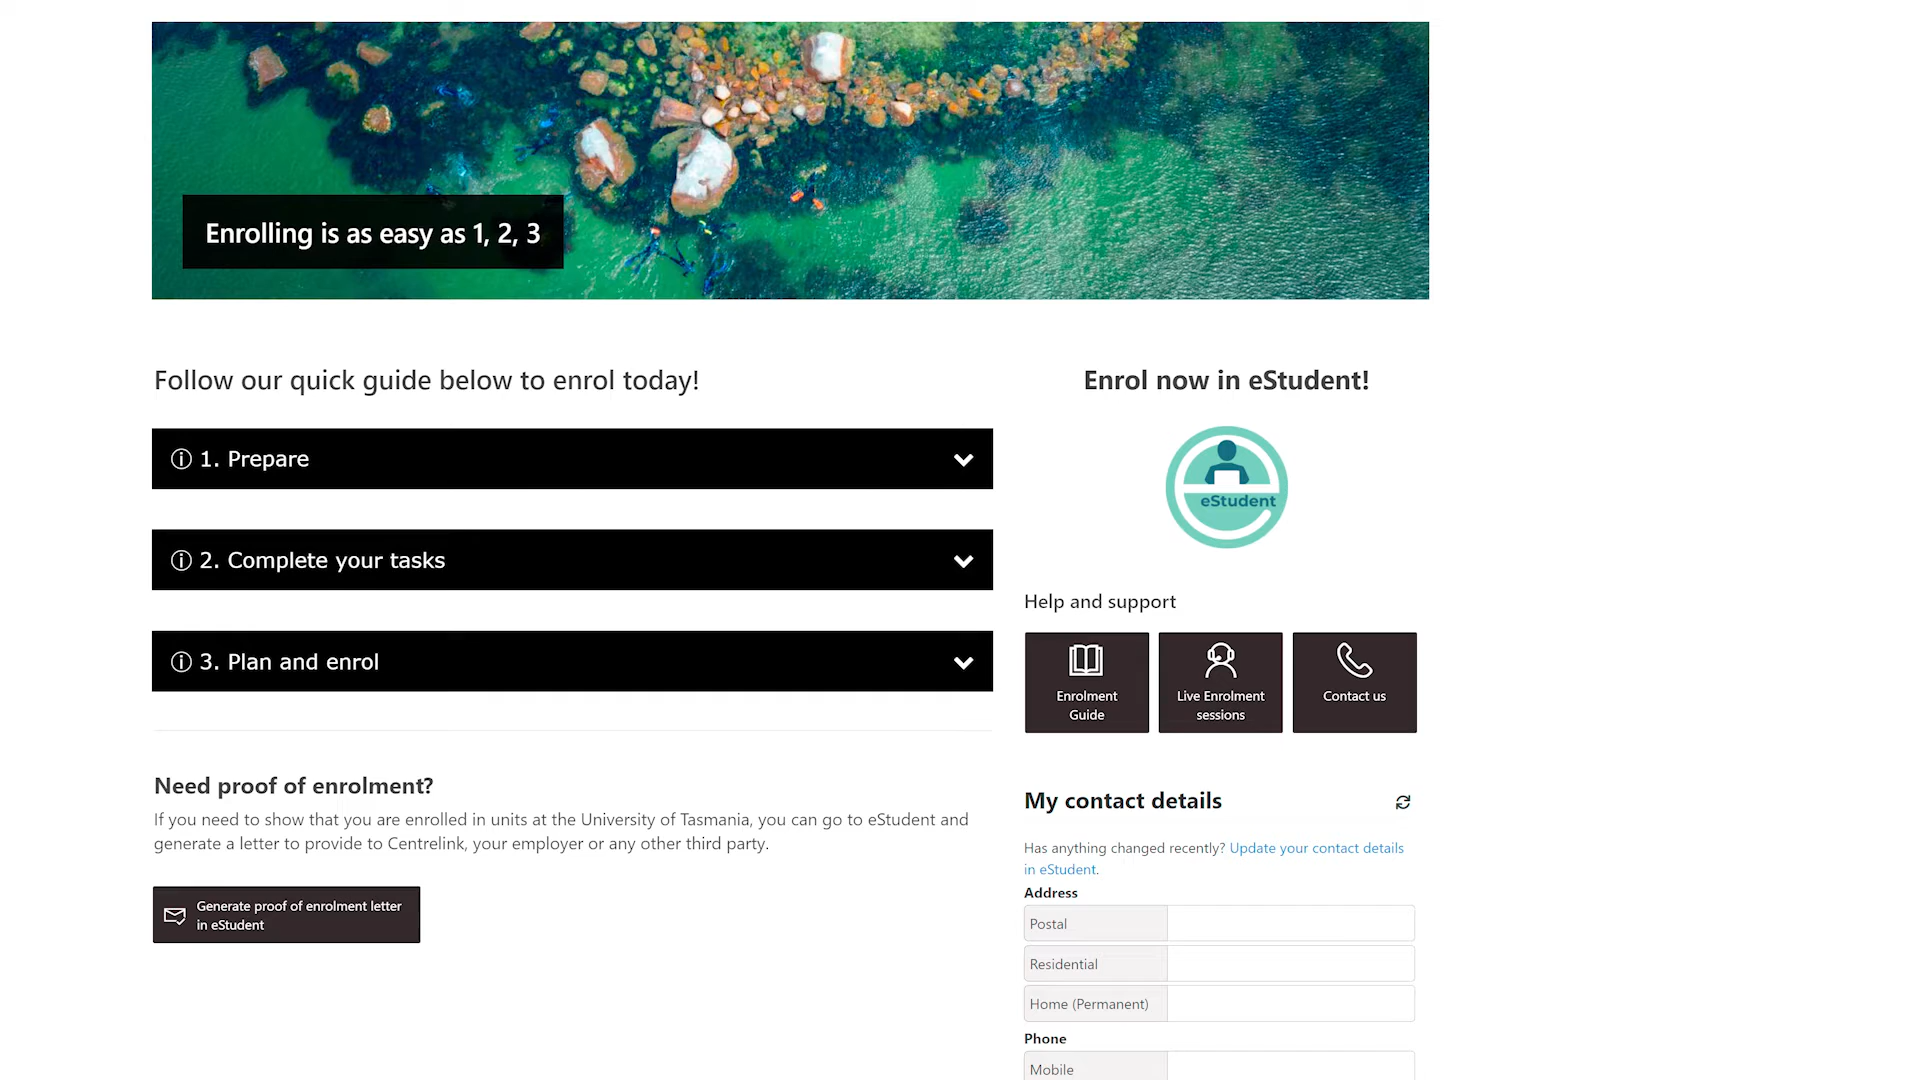 Enrolling is as easy as 1, 2, 3
Follow our quick guide below to enrol today!
1. Prepare
2. Complete your tasks
3. Plan and enrol
Need proof of enrolment?
If you need to show that you are enrolled in units at the University of Tasmania, you can go to eStudent and
generate a letter to provide to Centrelink, your employer or any other third party.
Generate proof of enrolment letter
in eStudent
Enrol now in eStudent!
eStudent
Help and support
Enrolment
Guide
Live Enrolment
sessions
Contact us
My contact details
Has anything changed recently? Update your contact details
in eStudent.
Address
Postal
Residential
Home (Permanent)
Phone
Mobile